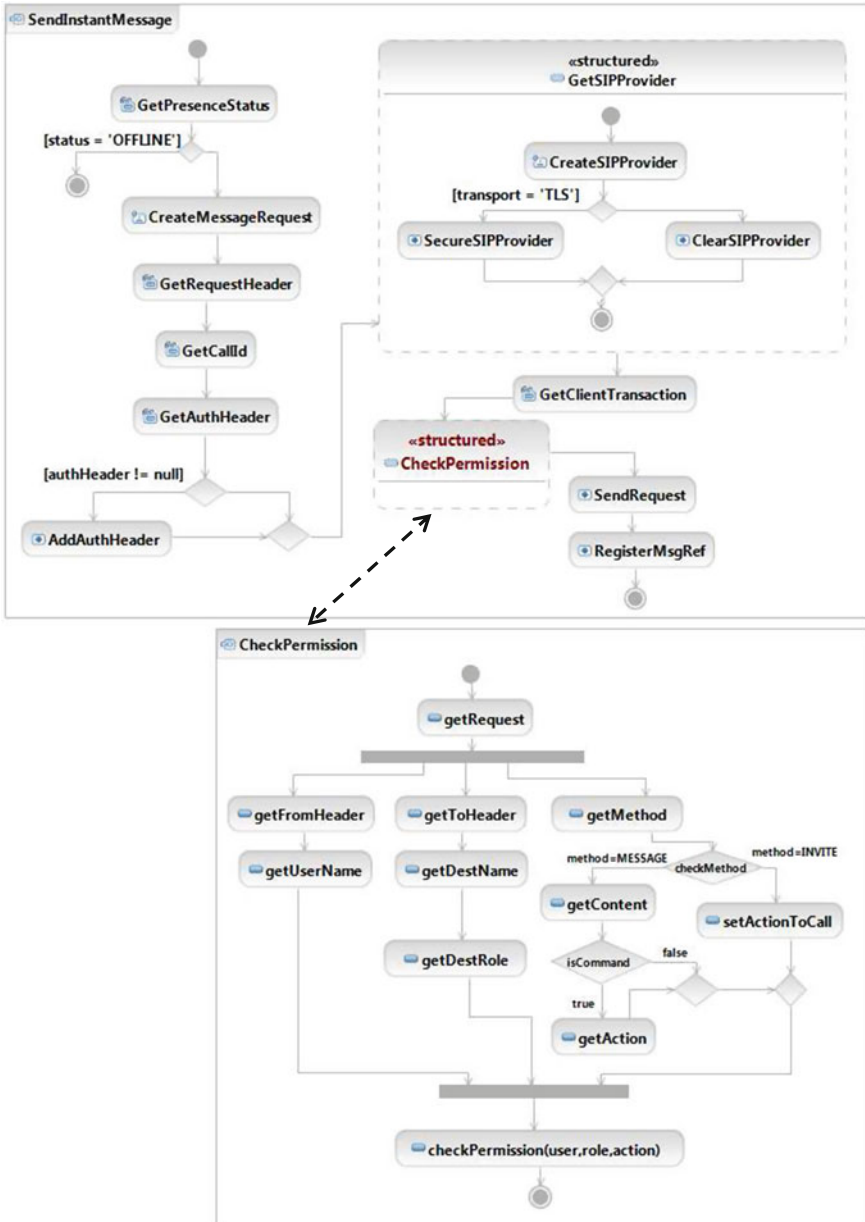 SendInstantMessage
GetPresenceStatus
[status = 'OFFLINE']
CreateMessageRequest
GetRequestHeader
GetCallId
GetAuthHeader
[authHeader != null]
AddAuthHeader
«structured»
GetSIPProvider
CreateSIPProvider
[transport = 'TLS']
SecureSIPProvider
ClearSIPProvider
GetClientTransaction
«structured»
CheckPermission
SendRequest
RegisterMsgRef
CheckPermission
getRequest
getFromHeader
getToHeader
getMethod
getUserName
getDestName
method=MESSAGE
checkMethod
method=INVITE
getContent
setActionToCall
getDestRole
isCommand
false
true
getAction
checkPermission(user,role,action)